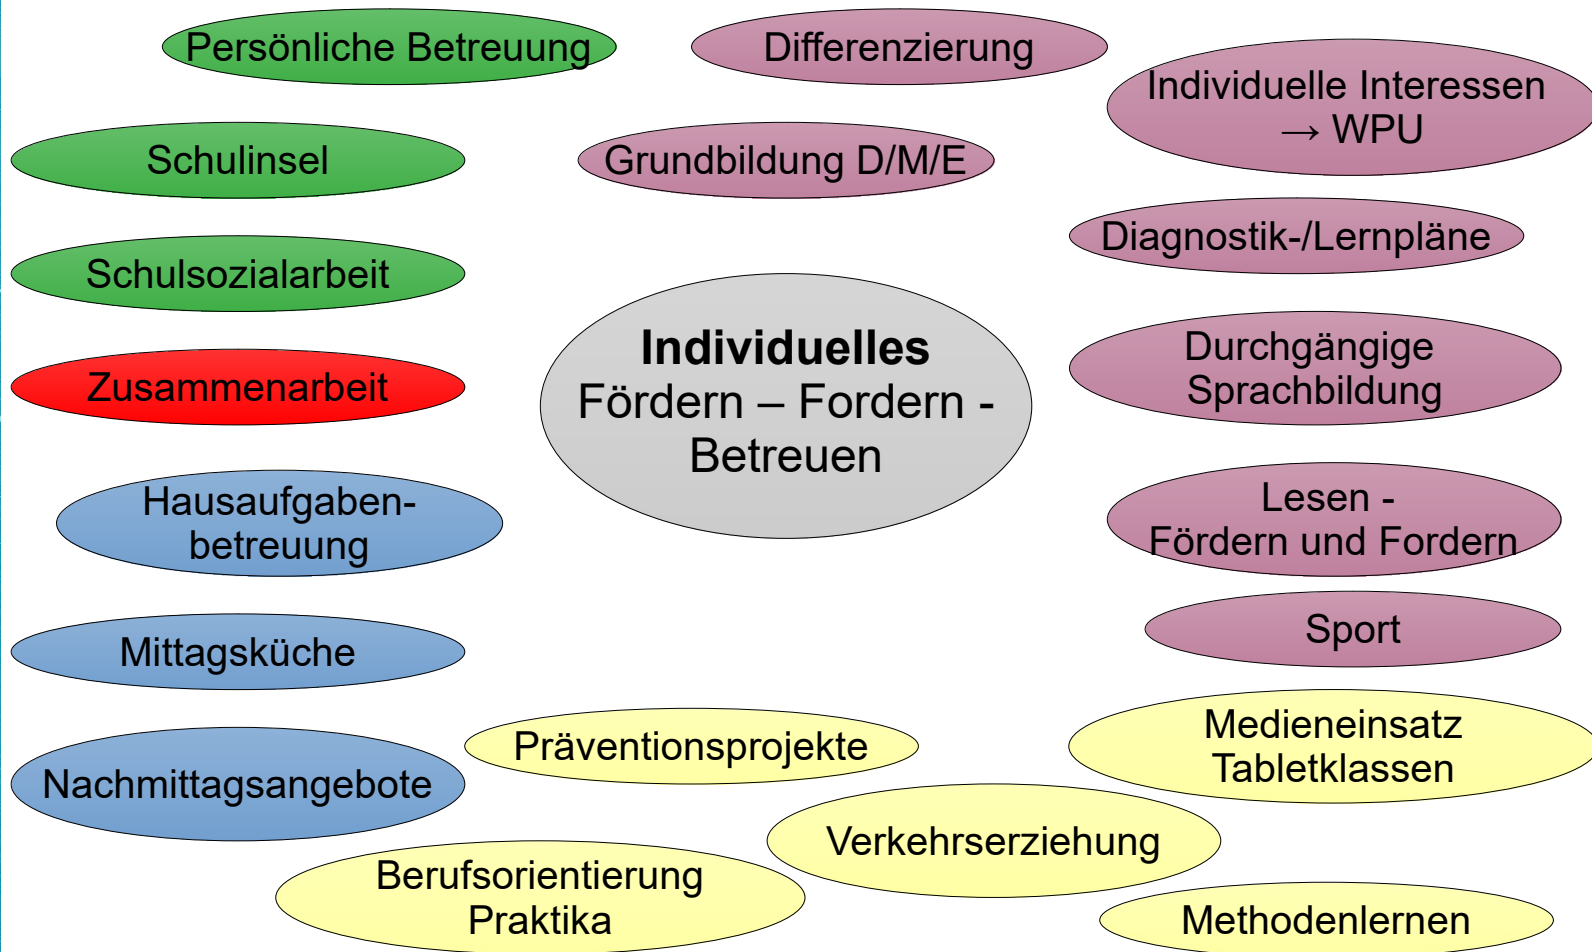 Persönliche Betreuung
Differenzierung
Individuelle Interessen
→ WPU
Schulinsel
Grundbildung D/M/E
Diagnostik-/Lernpläne
Schulsozialarbeit
Individuelles
Fördern – Fordern -
Betreuen
Durchgängige
Sprachbildung
Zusammenarbeit
Hausaufgaben-
betreuung
Lesen -
Fördern und Fordern
Mittagsküche
Sport
Nachmittagsangebote
Präventionsprojekte
Medieneinsatz
Tabletklassen
Verkehrserziehung
Berufsorientierung
Praktika
Methodenlernen